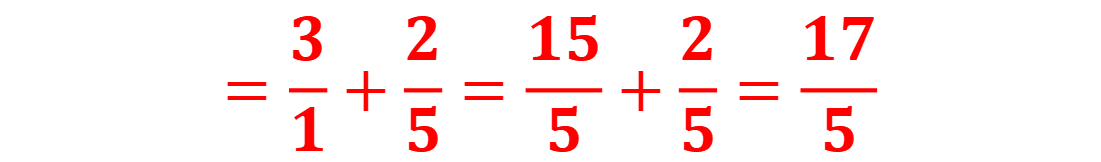 = 3/1 + 2/5 = 15/5 + 2/5 = 17/5